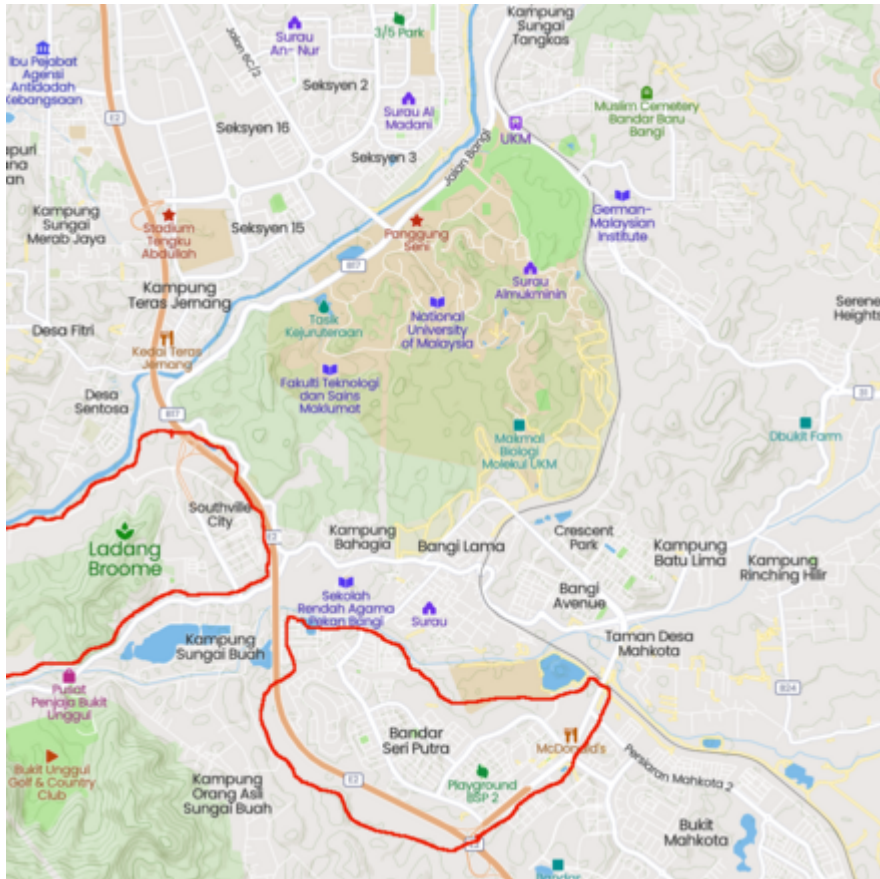 Kampung
Sungai
Tangkas
Surau
An- Nur
3/5 Park
Jalan 6C/2
Ibu Pejabat
Agensi
Antidadah
Kebangsaan
E2
Seksyen 2
Surau Al
Madani
Muslim Cemetery
Bandar Baru
Bangi
Seksyen 16
UKM
Jalan Bangi
Seksyen 3
Kampung
Sungai
Merab Jaya
Stadium
Tengku
Abdullah
Seksyen 15
Panggung
Seni
German-
Malaysian
Institute
B17
Kampung
Teras Jernang
Surau
Almukminin
Serene
Heights
Tasik
Kejuruteraan
National
University
of Malaysia
Desa Fitri
Kedai Teras
Jernang
Fakulti Teknologi
dan Sains
Maklumat
Desa
Sentosa
B17
31
Makmal
Biologi
Molekul UKM
Dbukit Farm
Southville
City
E2
Kampung
Bahagia
Bangi Lama
Crescent
Park
Kampung
Batu Lima
Kampung
Rinching Hilir
Ladang
Broome
Sekolah
Rendah Agama
Pekan Bangi
Surau
Bangi
Avenue
Kampung
Sungai Buah
Taman Desa
Mahkota
Pusat
Penjaja Bukit
Unggul
B24
Bandar
Seri Putra
McDonald's
Persiaran Mahkota 2
Bukit Unggul
Golf & Country
Club
Kampung
Orang Asli
Sungai Buah
E2
Playground
BSP 2
Bukit
Mahkota